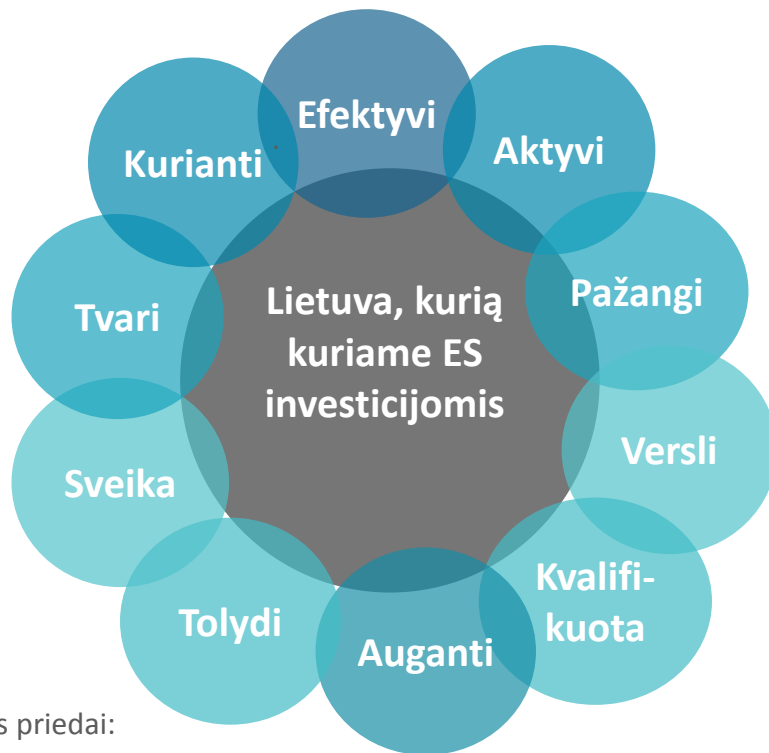 Efektyvi
Aktyvi
Kurianti
Pažangi
Tvari
Lietuva, kurią
kuriame ES
investicijomis
Versli
Sveika
Kvalifi-
kuota
Tolydi
Auganti
s priedai: